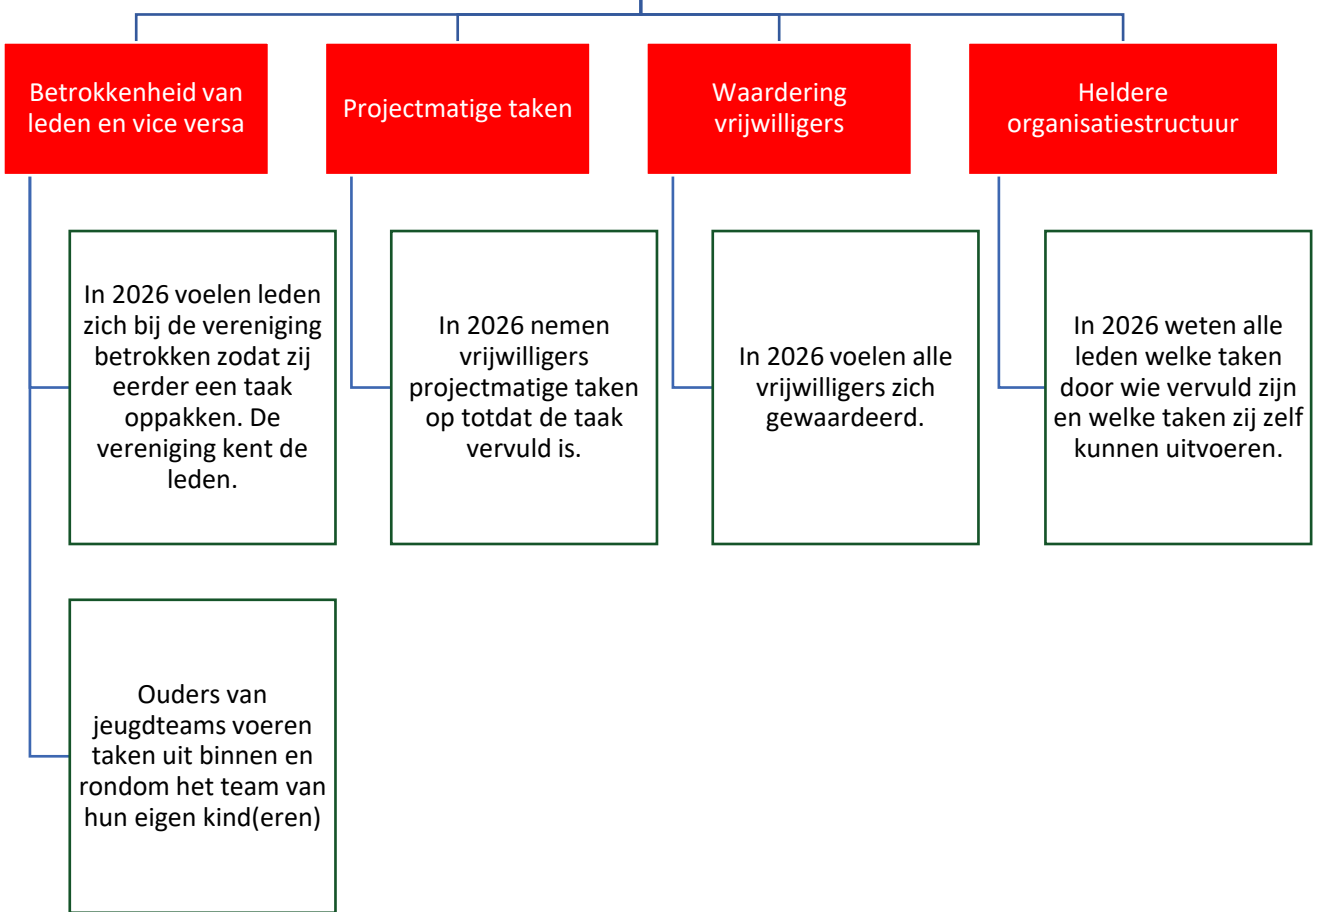 Betrokkenheid van
leden en vice versa
Projectmatige taken
Waardering
vrijwilligers
Heldere
organisatiestructuur
In 2026 voelen leden
zich bij de vereniging
betrokken zodat zij
eerder een taak
oppakken. De
vereniging kent de
leden.
In 2026 nemen
vrijwilligers
projectmatige taken
op totdat de taak
vervuld is.
In 2026 voelen alle
vrijwilligers zich
gewaardeerd.
In 2026 weten alle
leden welke taken
door wie vervuld zijn
en welke taken zij zelf
kunnen uitvoeren.
Ouders van
jeugdteams voeren
taken uit binnen en
rondom het team van
hun eigen kind(eren)